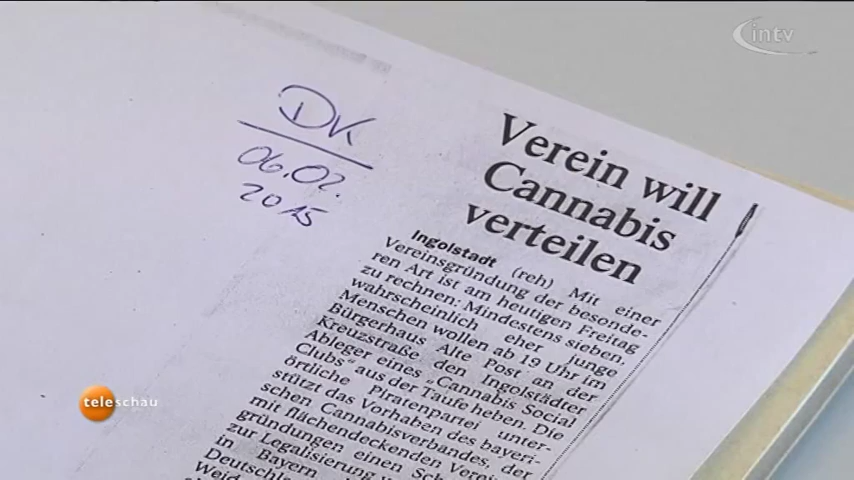 intv
DK
06.02.
2015
Verein will
Cannabis
verteilen
Ingolstadt (reh) Mit einer
Vereinsgründung der besonde-
ren Art ist am heutigen Freitag
zu rechnen: Mindestens sieben,
wahrscheinlich eher junge
Menschen wollen ab 19 Uhr im
Bürgerhaus Alte Post an der
Kreuzstraße den Ingolstädter
Ableger eines „Cannabis Social
Clubs“ aus der Taufe heben. Die
örtliche Piratenpartei unter-
stützt das Vorhaben des bayeri-
schen Cannabisverbandes, der
mit flächendeckenden Verein
gründungen einen
zur Legalisierung
in Bayern
Deutschla
Weid
teleschau